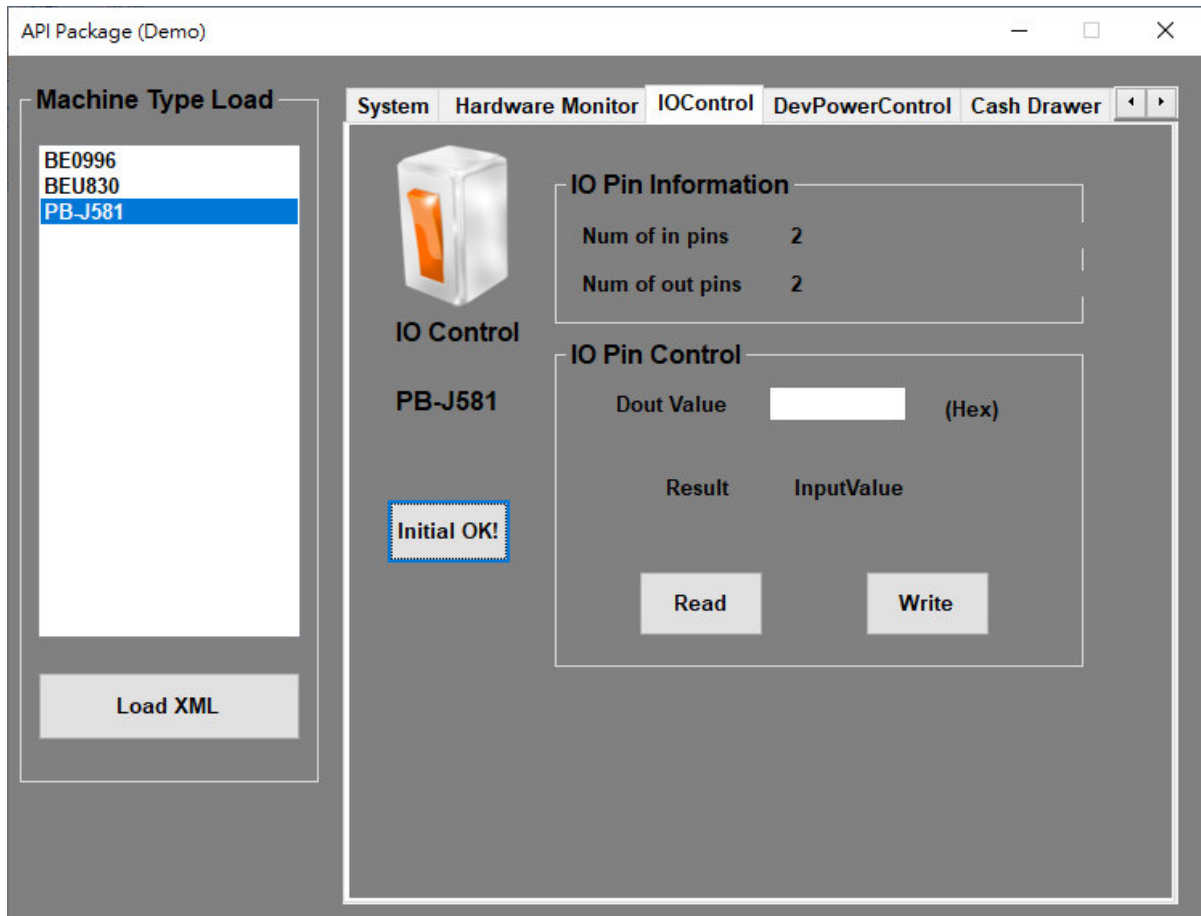 API Package (Demo)
Machine Type Load
BE0996
BEU830
PB-J581
Load XML
System Hardware Monitor IOControl DevPowerControl Cash Drawer
IO Control
PB-J581
Initial OK!
IO Pin Information
Num of in pins 2
Num of out pins 2
IO Pin Control
Dout Value (Hex)
Result InputValue
Read Write